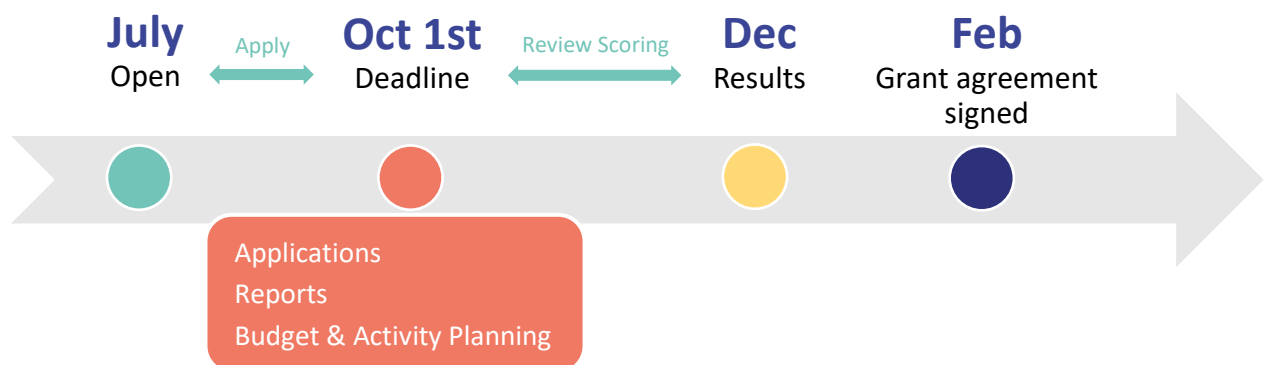 July
Open
Apply
Oct 1st
Deadline
Review Scoring
Dec
Results
Feb
Grant agreement
signed
Applications
Reports
Budget & Activity Planning